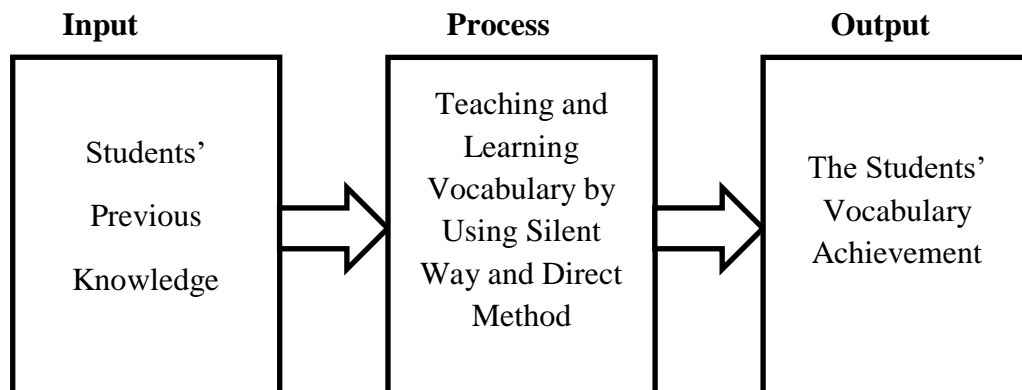 Input
Process
Output
Students’
Previous
Knowledge
Teaching and
Learning
Vocabulary by
Using Silent
Way and Direct
Method
The Students’
Vocabulary
Achievement